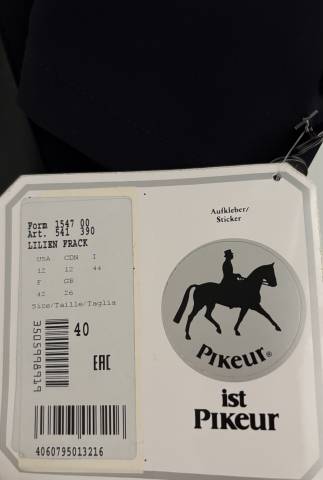 Form 1547 00
Art. 541 390
LILIEN FRACK
USA CDN I
12 12 44
F GB
42 26
Size/Taille/Taglia
40
EAC
3505998919
4060795013216
Aufkleber/
Sticker
PIKEUR®
ist
PIKEUR